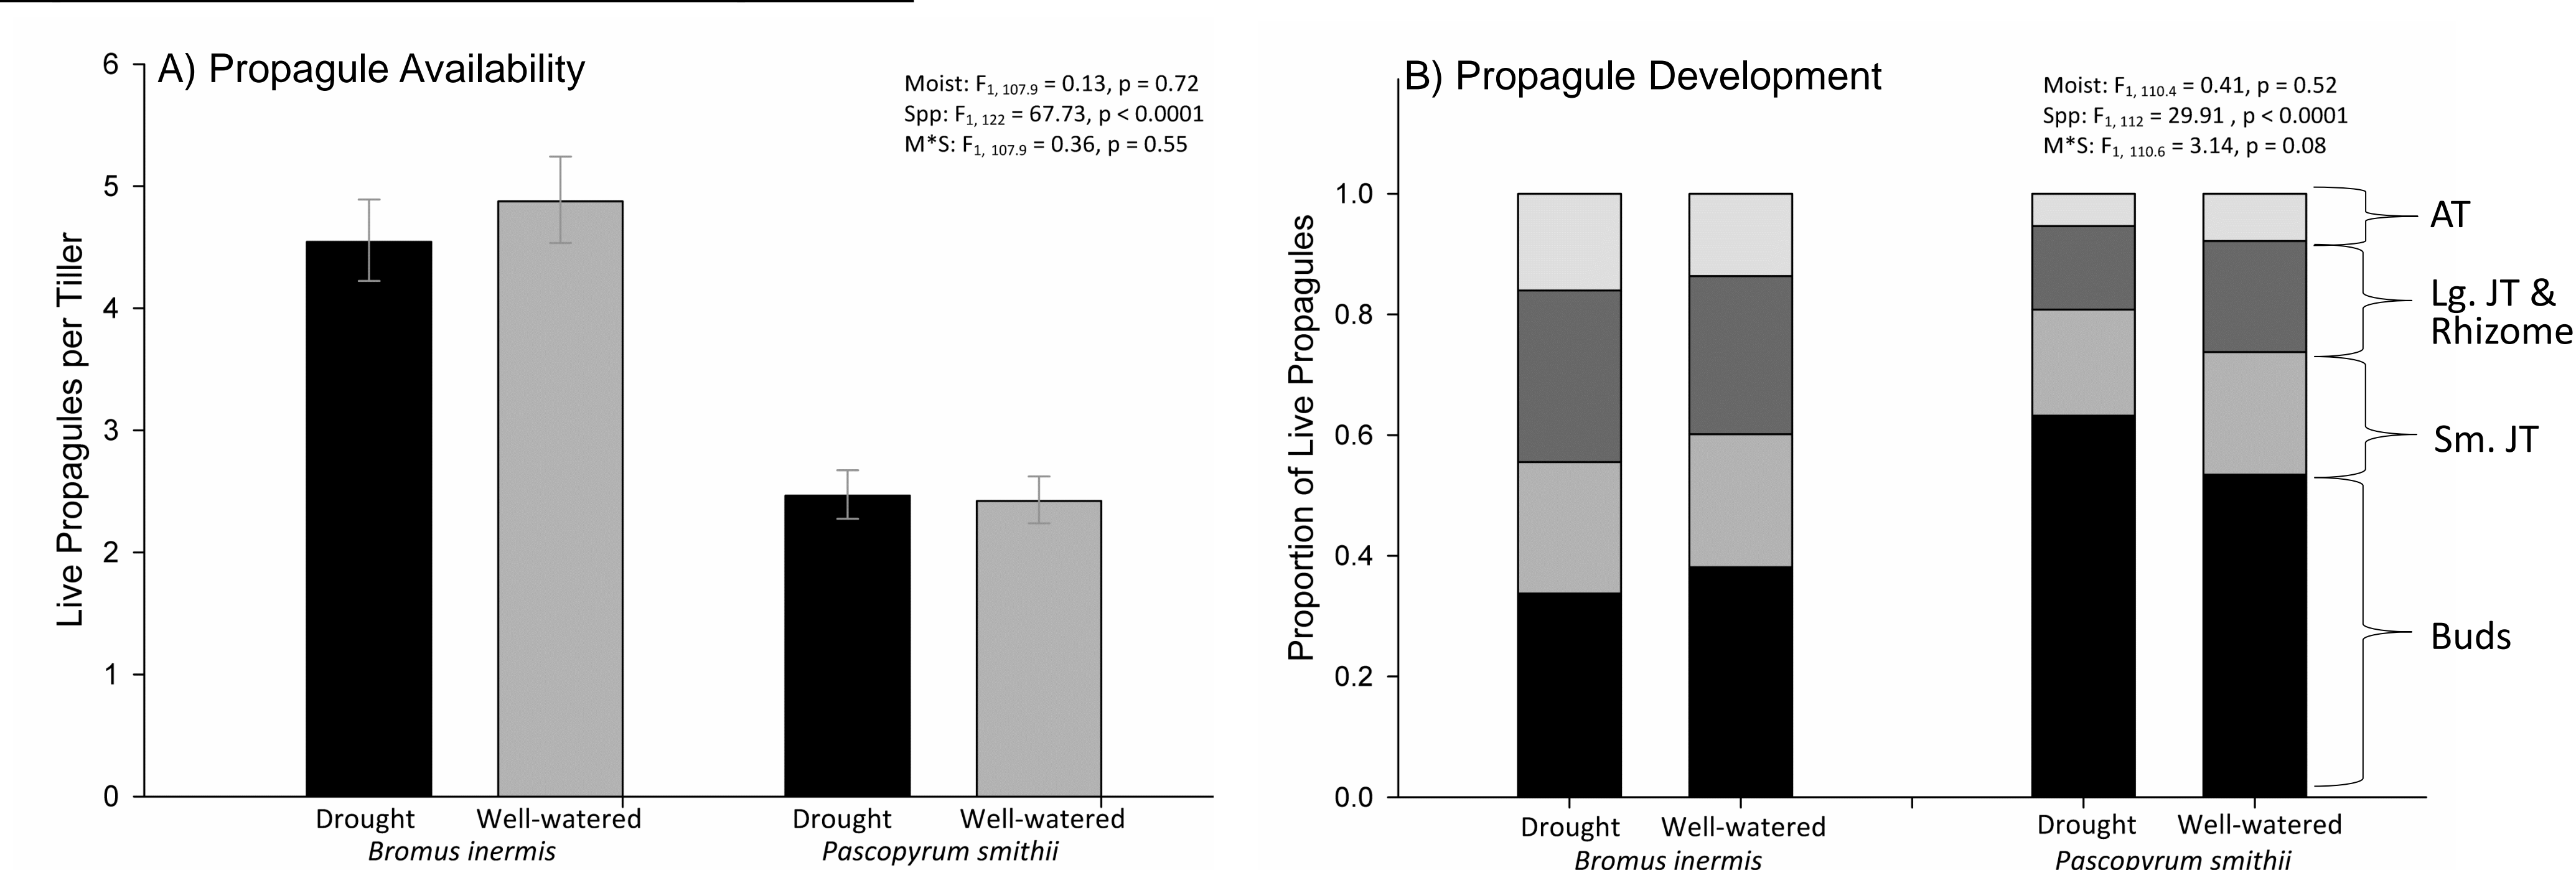 A) Propagule Availability
Moist: F1, 107.9 = 0.13, p = 0.72
Spp: F1, 122 = 67.73, p < 0.0001
M*S: F1, 107.9 = 0.36, p = 0.55
Live Propagules per Tiller
6
5
4
3
2
1
0
Drought Well-watered Drought Well-watered
Bromus inermis Pascopyrum smithii
B) Propagule Development
Moist: F1, 110.4 = 0.41, p = 0.52
Spp: F1, 112 = 29.91 , p < 0.0001
M*S: F1, 110.6 = 3.14, p = 0.08
Proportion of Live Propagules
1.0
0.8
0.6
0.4
0.2
0.0
AT
Lg. JT &
Rhizome
Sm. JT
Buds
Drought Well-watered Drought Well-watered
Bromus inermis Pascopyrum smithii